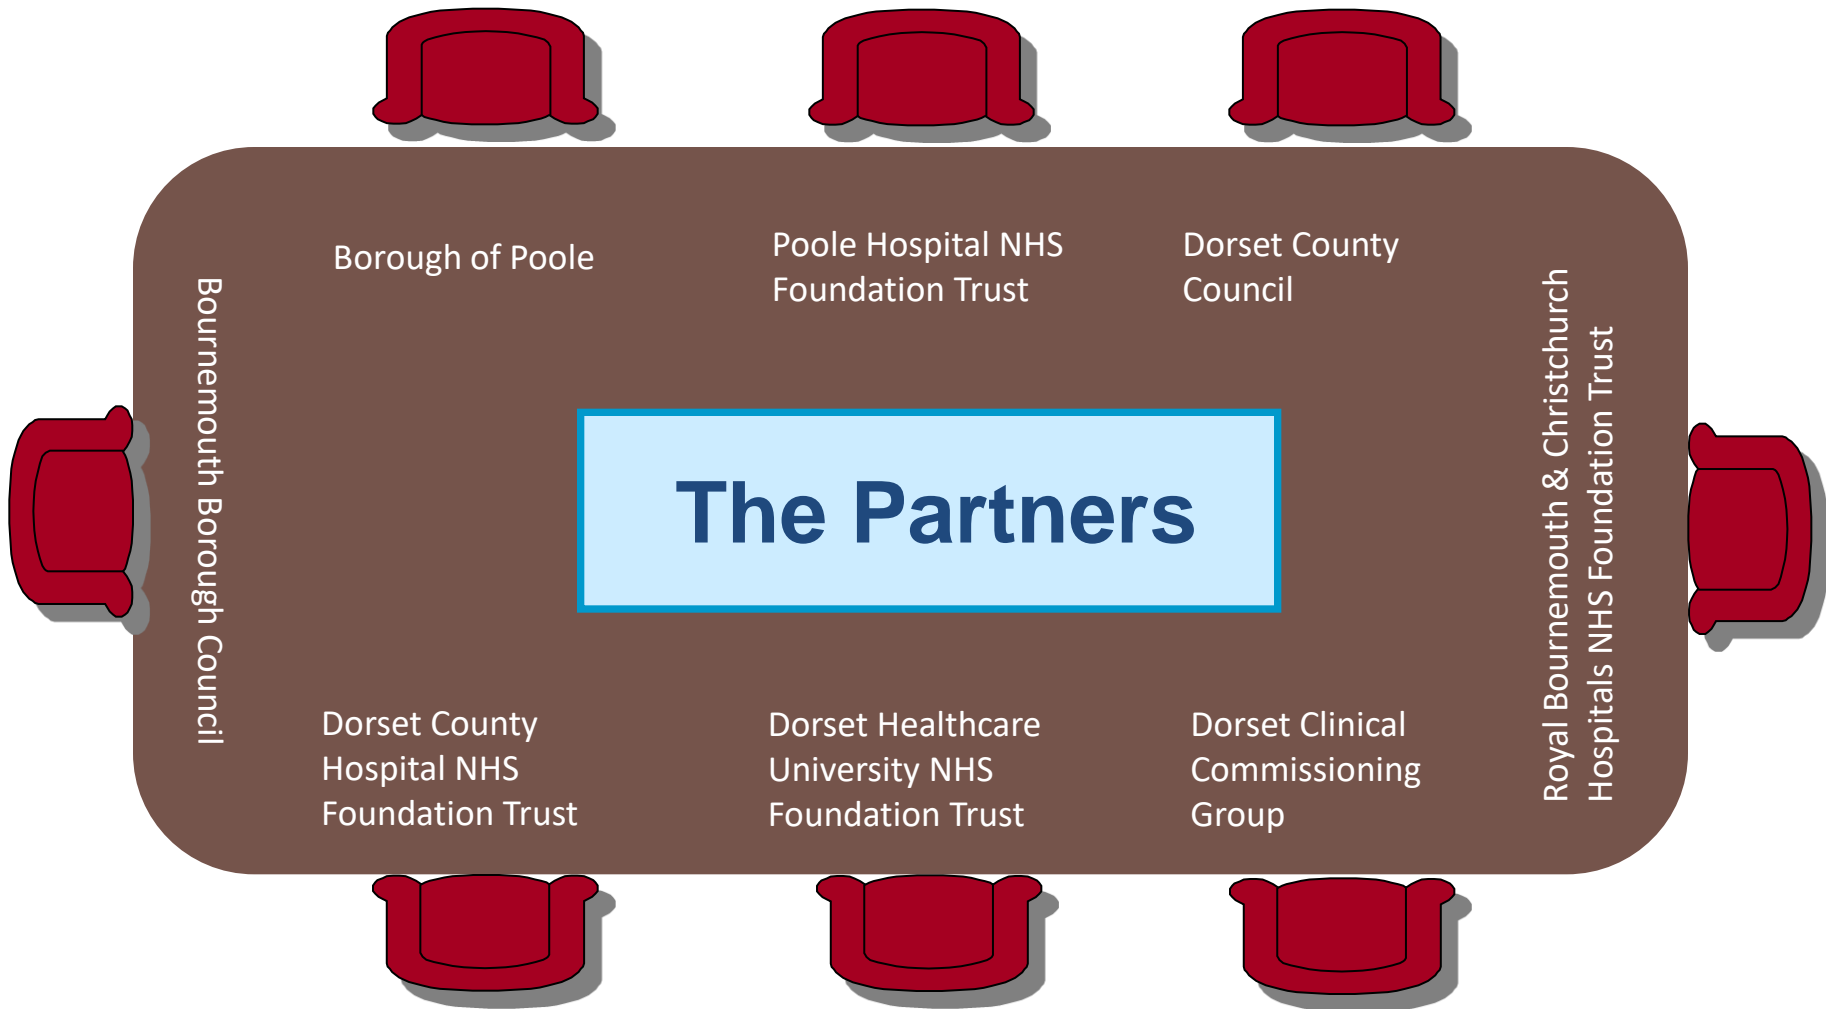 Borough of Poole
Poole Hospital NHS
Foundation Trust
Dorset County
Council
Bournemouth Borough Council
The Partners
Royal Bournemouth & Christchurch
Hospitals NHS Foundation Trust
Dorset County
Hospital NHS
Foundation Trust
Dorset Healthcare
University NHS
Foundation Trust
Dorset Clinical
Commissioning
Group